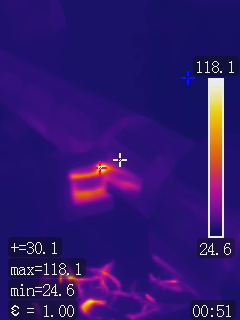 118.1
24.6
+=30.1
max=118.1
min=24.6
ε = 1.00
00:51